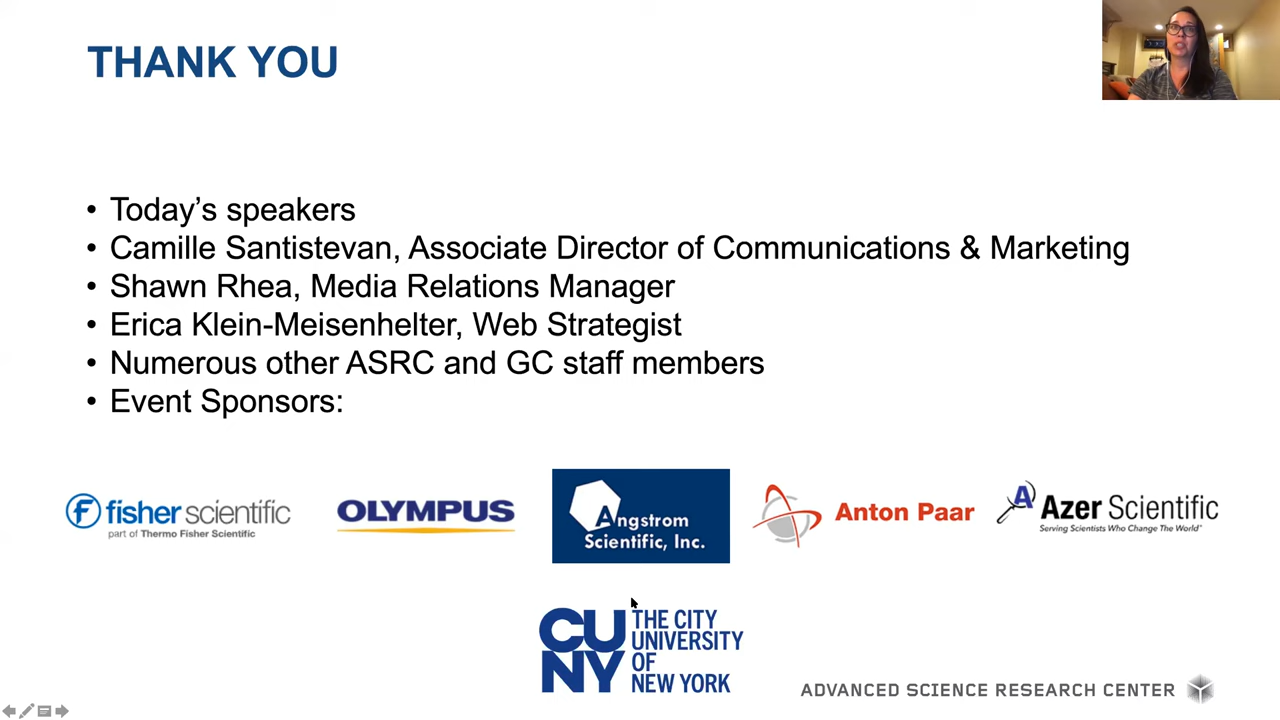 THANK YOU
• Today’s speakers
• Camille Santistevan, Associate Director of Communications & Marketing
• Shawn Rhea, Media Relations Manager
• Erica Klein-Meisenhelter, Web Strategist
• Numerous other ASRC and GC staff members
• Event Sponsors:
fisher scientific
part of Thermo Fisher Scientific
OLYMPUS
Angstrom
Scientific, Inc.
Anton Paar
Azer Scientific
Serving Scientists Who Change The World™
CUNY
THE CITY
UNIVERSITY
OF
NEW YORK
ADVANCED SCIENCE RESEARCH CENTER